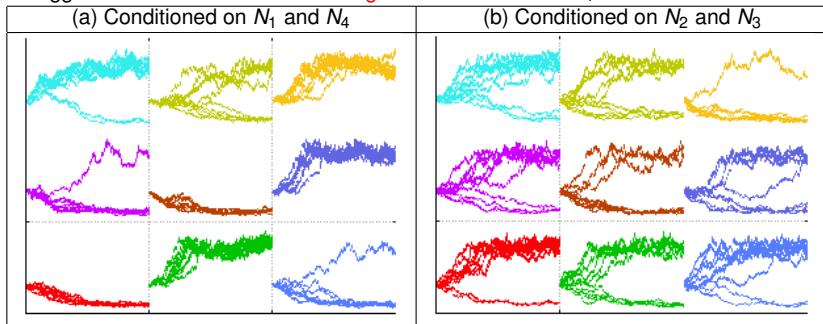 (a) Conditioned on N₁ and N₄
(b) Conditioned on N₂ and N₃